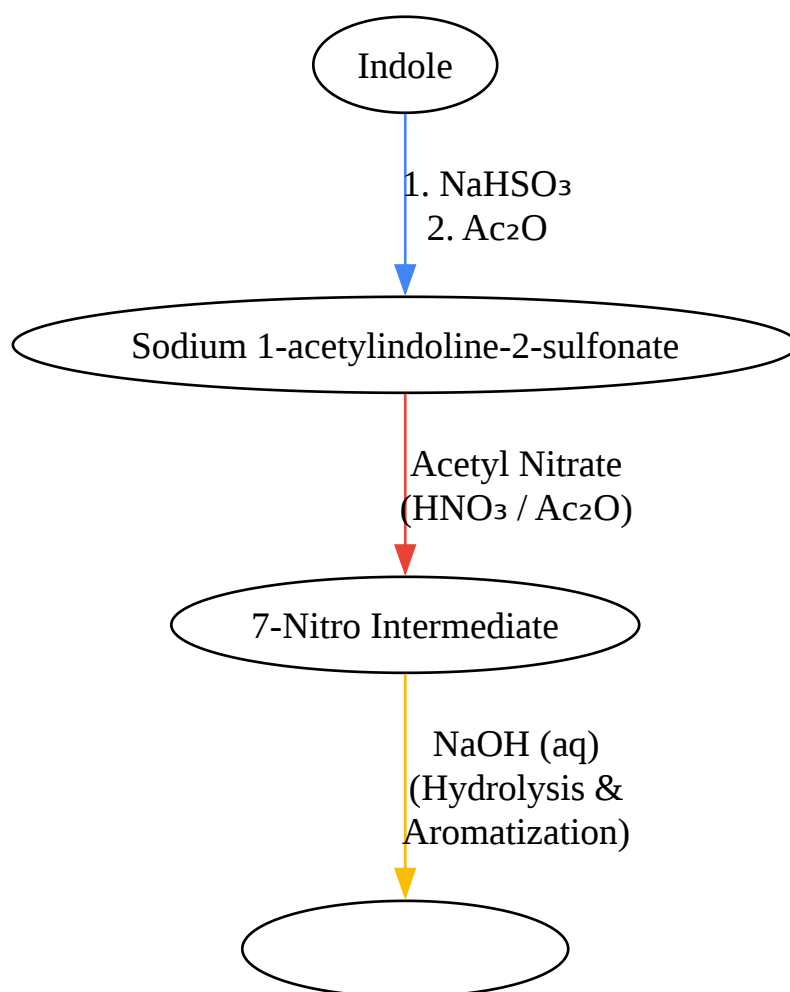 Indole
1. NaHSO₃
2. Ac₂O
Sodium 1-acetylindoline-2-sulfonate
Acetyl Nitrate
(HNO₃ / Ac₂O)
7-Nitro Intermediate
NaOH (aq)
(Hydrolysis &
Aromatization)